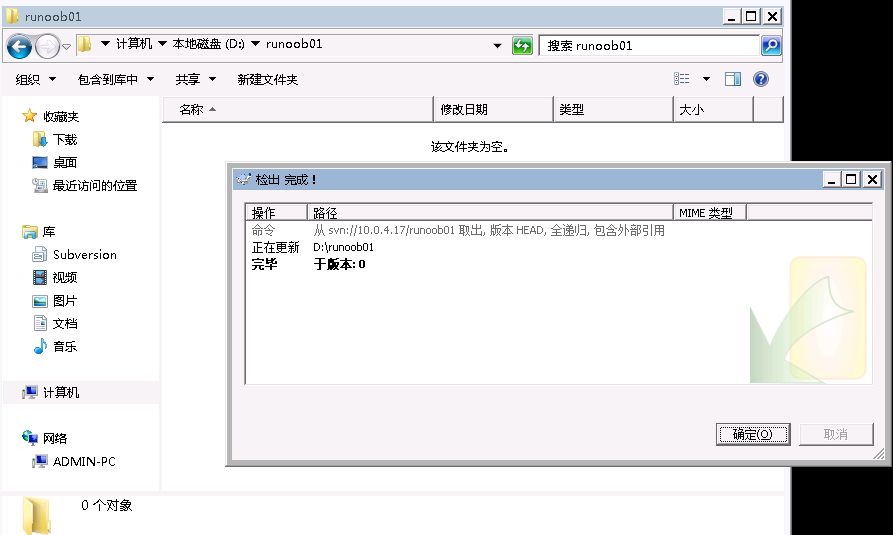 runoob01
计算机 本地磁盘 (D:) runoob01 搜索 runoob01
组织 包含到库中 共享 新建文件夹
名称 修改日期 类型 大小
该文件夹为空。
收藏夹
下载
桌面
最近访问的位置
库
Subversion
视频
图片
文档
音乐
计算机
网络
ADMIN-PC
0 个对象
检出 完成！
操作 路径 MIME 类型
命令 从 svn://10.0.4.17/runoob01 取出, 版本 HEAD, 全递归, 包含外部引用
正在更新 D:\runoob01
完毕 于版本: 0
确定(O) 取消